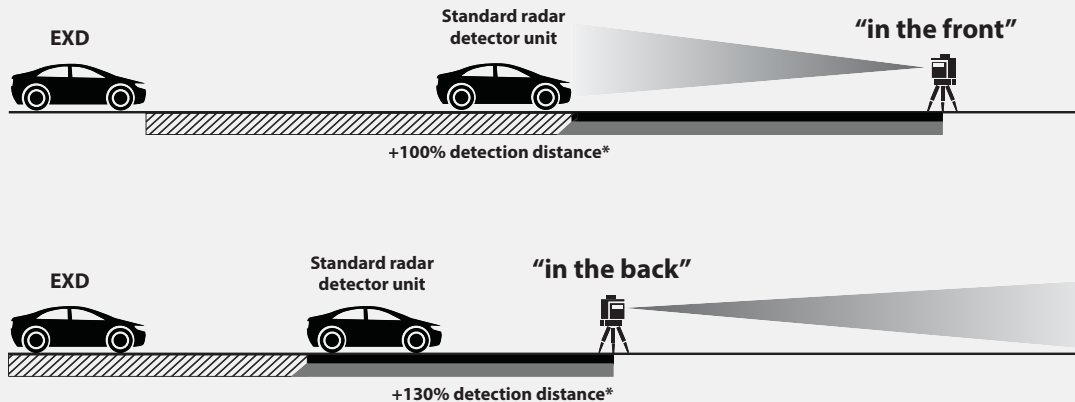 EXD
Standard radar
detector unit
“in the front”
+100% detection distance*
EXD
Standard radar
detector unit
“in the back”
+130% detection distance*